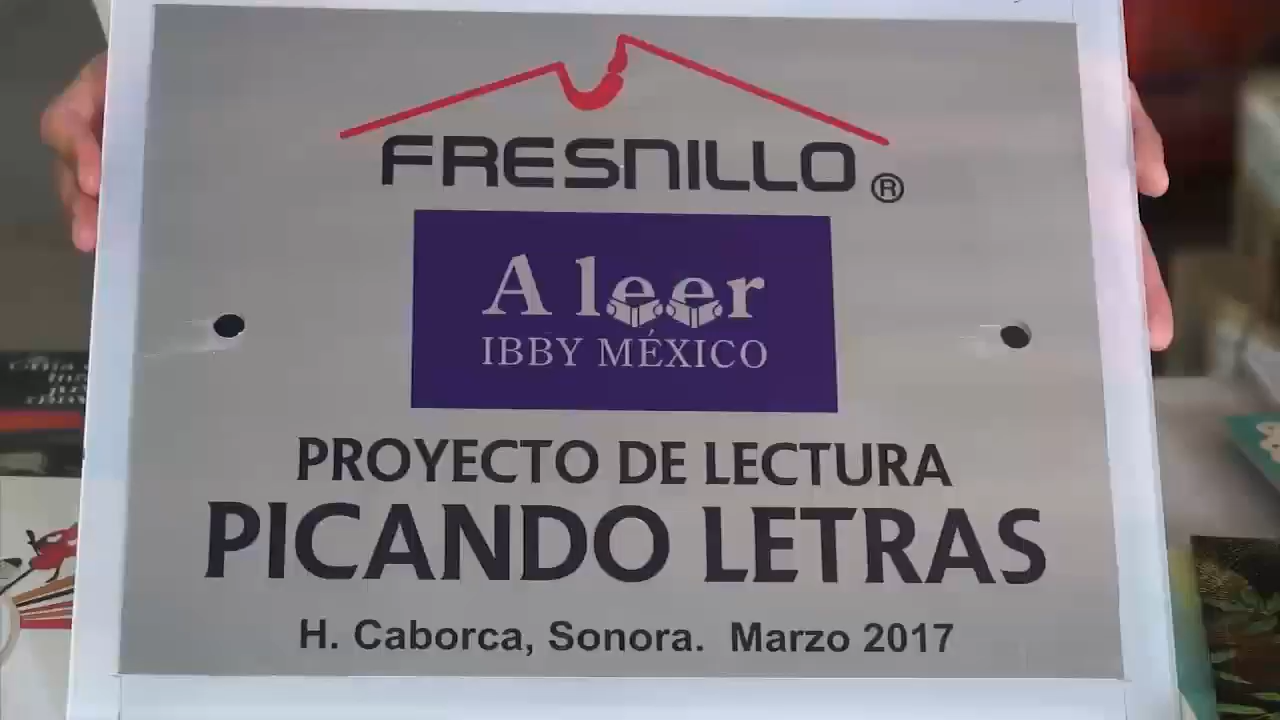 FRESNILLO ®
A leer
IBBY MÉXICO
PROYECTO DE LECTURA
PICANDO LETRAS
H. Caborca, Sonora. Marzo 2017